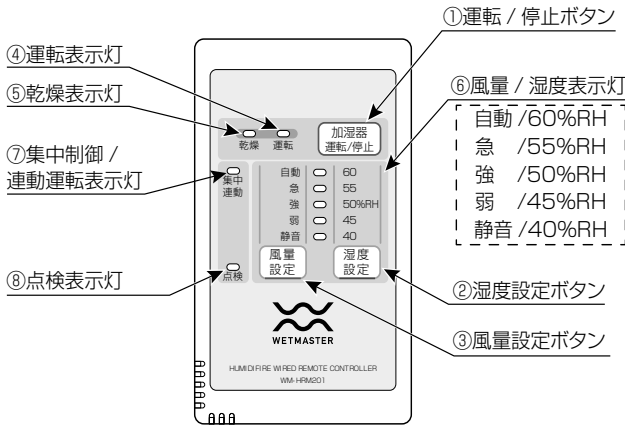 ①運転 / 停止ボタン
④運転表示灯
⑤乾燥表示灯
⑥風量 / 湿度表示灯
⑦集中制御 /
連動運転表示灯
自動 /60%RH
急 /55%RH
強 /50%RH
弱 /45%RH
静音 /40%RH
乾燥 運転
加湿器
運転/停止
集中
連動
自動 60
急 55
強 50%RH
弱 45
静音 40
⑧点検表示灯
点検
風量
設定
湿度
設定
②湿度設定ボタン
③風量設定ボタン
WETMASTER
HUMIDIFIRE WIRED REMOTE CONTROLLER
WM-HRM201